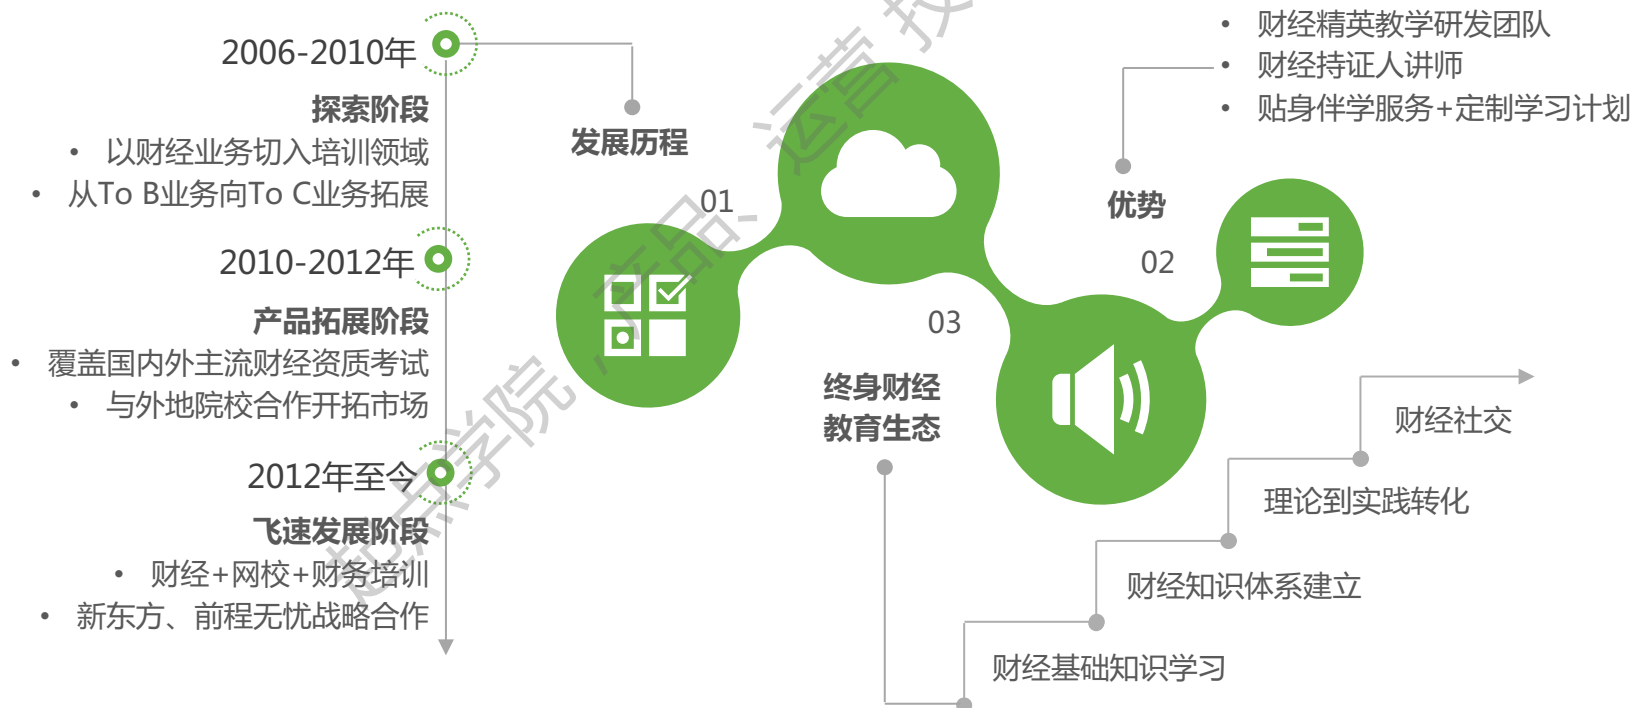 2006-2010年
探索阶段
• 以财经业务切入培训领域
• 从To B业务向To C业务拓展
2010-2012年
产品拓展阶段
• 覆盖国内外主流财经资质考试
• 与外地院校合作开拓市场
2012年至今
飞速发展阶段
• 财经+网校+财务培训
• 新东方、前程无忧战略合作
发展历程
01
• 财经精英教学研发团队
• 财经持证人讲师
• 贴身伴学服务+定制学习计划
优势
02
03
终身财经
教育生态
财经社交
理论到实践转化
财经知识体系建立
财经基础知识学习
起点学院，产品、运营 技